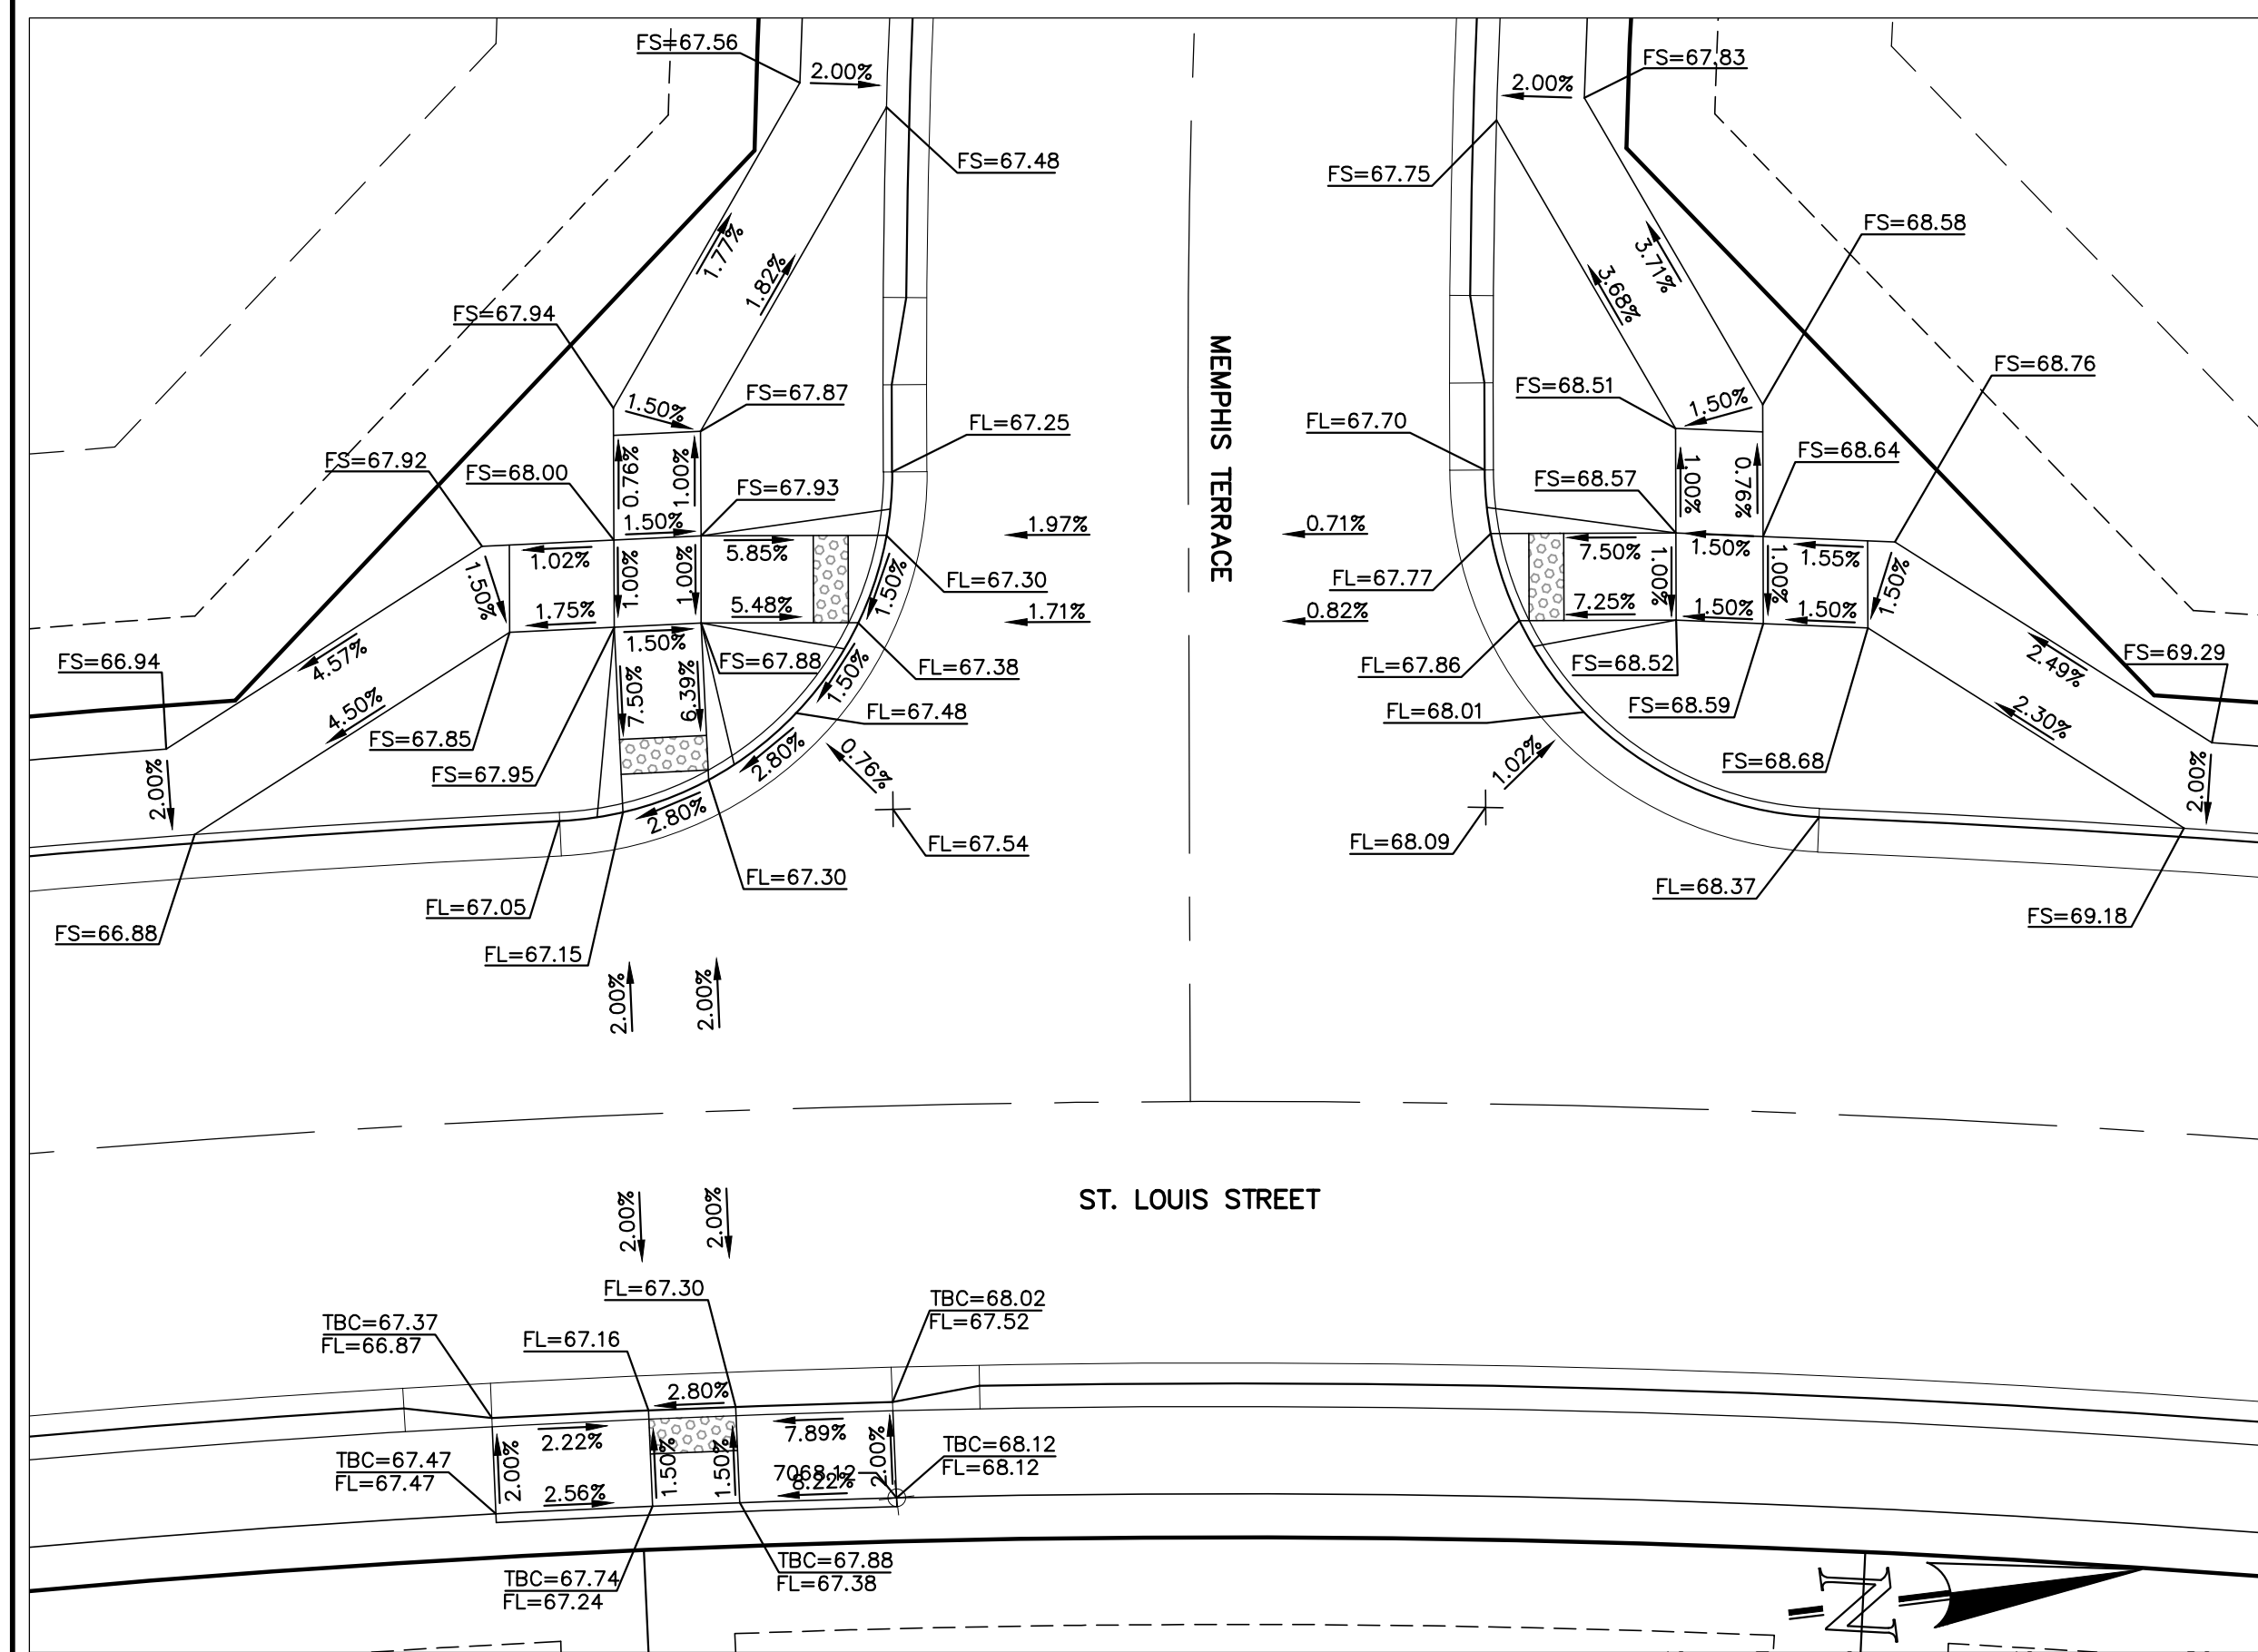 FS=67.56
2.00%
FS=67.48
2.00%
FS=67.83
FS=67.75
1.77%
1.82%
3.71%
3.68%
FS=68.58
FS=67.94
MEMPHIS TERRACE
FS=68.76
1.50%
FS=67.87
FS=68.51
1.50%
FL=67.25
FL=67.70
FS=67.92
FS=68.00
0.76%
1.00%
FS=67.93
FS=68.57
1.00%
0.76%
FS=68.64
1.50%
1.97%
0.71%
1.02%
5.85%
7.50%
1.50%
1.55%
1.50%
1.00%
1.00%
FL=67.30
1.50%
FL=67.77
1.00%
1.00%
1.50%
1.75%
5.48%
1.71%
0.82%
7.25%
1.50%
1.50%
1.50%
FS=66.94
4.57%
FS=67.88
FL=67.38
FL=67.86
FS=68.52
2.49%
FS=69.29
4.50%
7.50%
6.39%
1.50%
FL=67.48
FL=68.01
FS=68.59
2.30%
FS=67.85
FS=67.95
2.00%
2.80%
0.76%
1.02%
FS=68.68
2.00%
2.80%
FL=67.54
FL=68.09
FL=67.05
FL=67.30
FL=68.37
FS=66.88
FL=67.15
FS=69.18
2.00%
2.00%
ST. LOUIS STREET
2.00%
2.00%
FL=67.30
TBC=68.02
FL=67.52
TBC=67.37
FL=66.87
FL=67.16
2.80%
2.22%
7.89%
TBC=67.47
FL=67.47
2.00%
1.50%
1.50%
2.00%
TBC=68.12
FL=68.12
7068.12
8.22%
2.56%
TBC=67.74
FL=67.24
TBC=67.88
FL=67.38
N